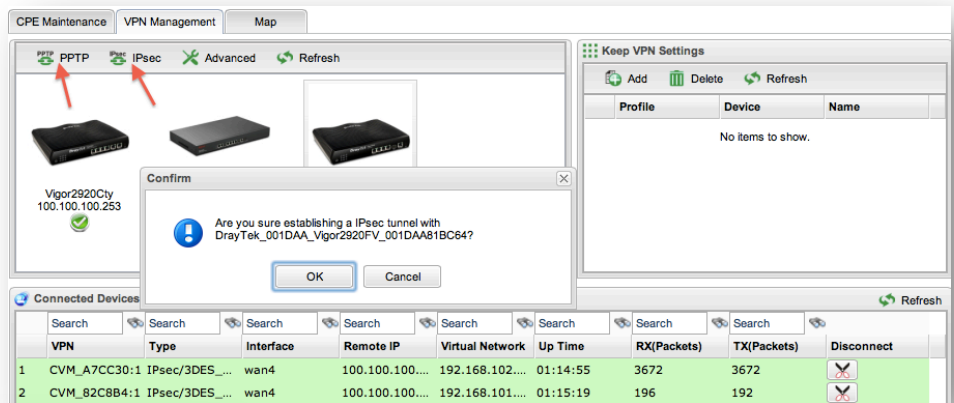 CPE Maintenance VPN Management Map
PPTP IPsec Advanced Refresh
Keep VPN Settings
Add Delete Refresh
Profile Device Name
No items to show.
Vigor2920Cty
100.100.100.253
Confirm
Are you sure establishing a IPsec tunnel with
DrayTek_001DAA_Vigor2920FV_001DAA81BC64?
OK Cancel
Connected Devices Refresh
Search Search Search Search Search Search Search Search
VPN Type Interface Remote IP Virtual Network Up Time RX(Packets) TX(Packets) Disconnect
1 CVM_A7CC30:1 IPsec/3DES_... wan4 100.100.100.... 192.168.102.... 01:14:55 3672 3672
2 CVM_82C8B4:1 IPsec/3DES_... wan4 100.100.100.... 192.168.101.... 01:15:19 196 192